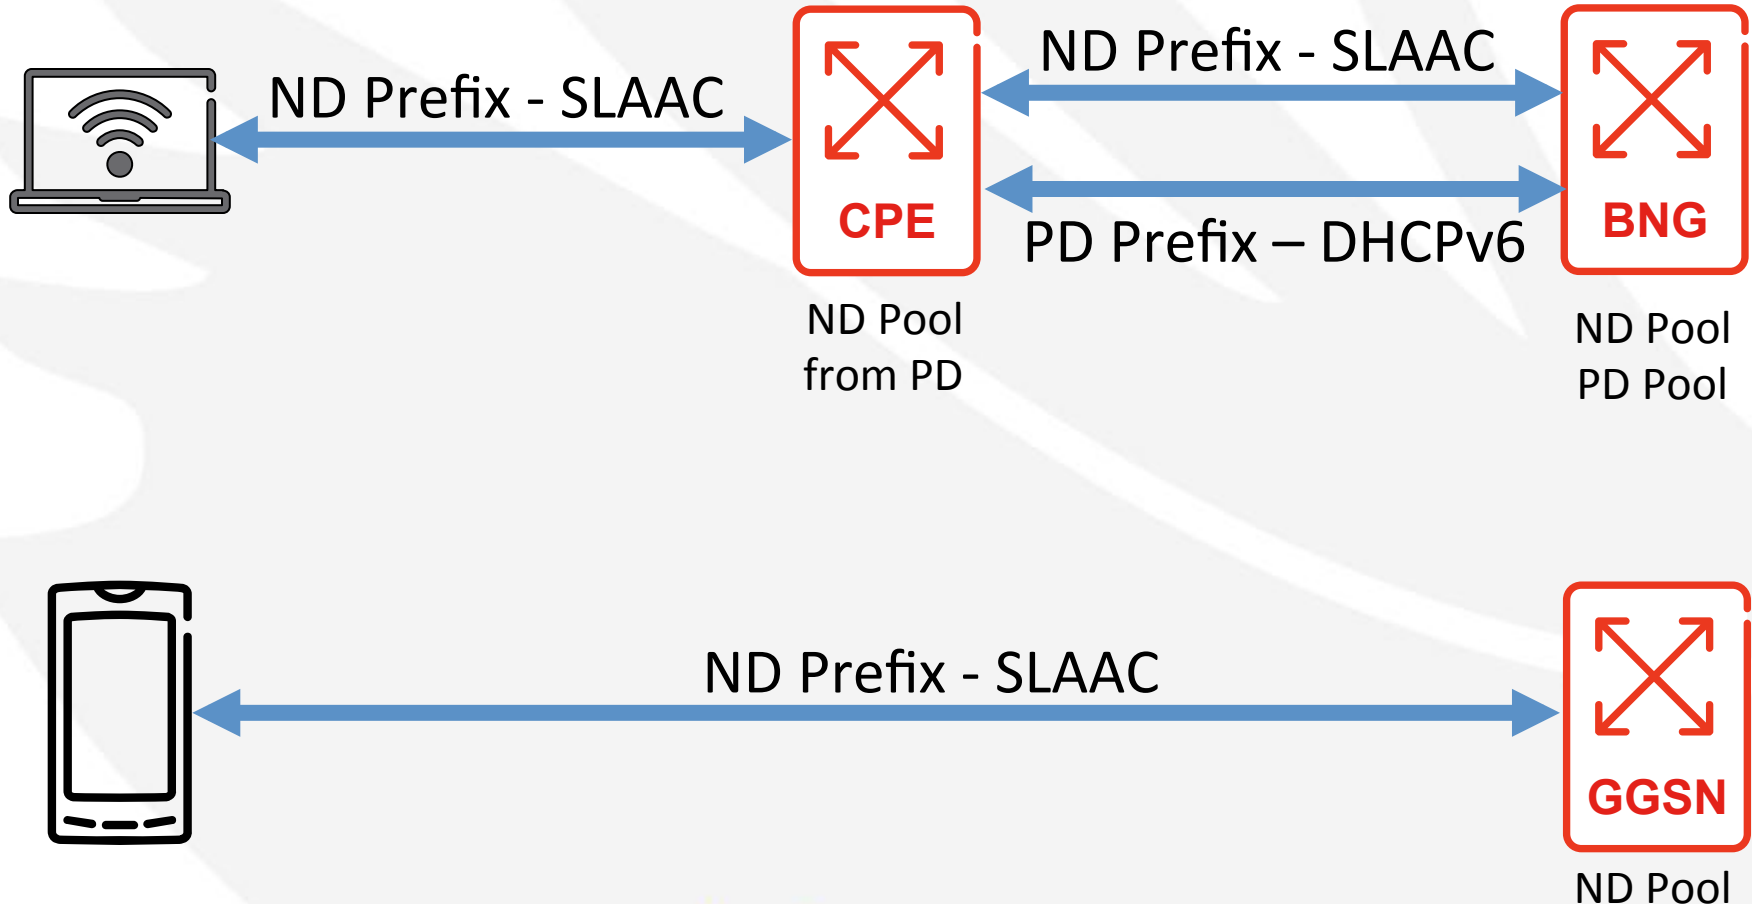 ND Prefix - SLAAC
ND Prefix - SLAAC
PD Prefix – DHCPv6
CPE
BNG
ND Pool
from PD
ND Pool
PD Pool
ND Prefix - SLAAC
GGSN
ND Pool